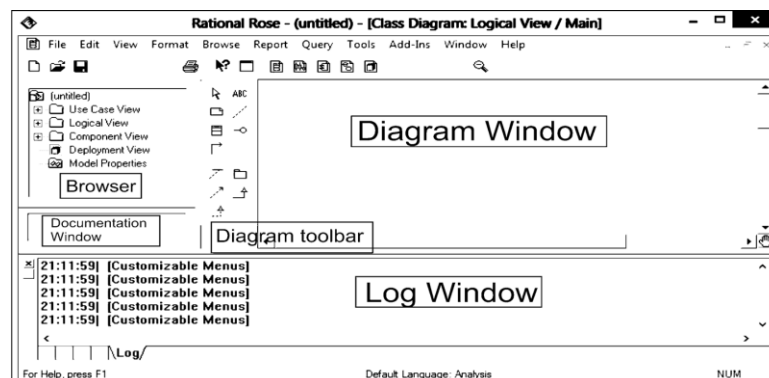 Rational Rose - (untitled) - [Class Diagram: Logical View / Main]
File Edit View Format Browse Report Query Tools Add-Ins Window Help
(untitled)
Use Case View
Logical View
Component View
Deployment View
Model Properties
Browser
Documentation
Window
ABC
Diagram toolbar
Diagram Window
21:11:59| [Customizable Menus]
21:11:59| [Customizable Menus]
21:11:59| [Customizable Menus]
21:11:59| [Customizable Menus]
21:11:59| [Customizable Menus]
Log Window
Log
For Help, press F1 Default Language: Analysis NUM